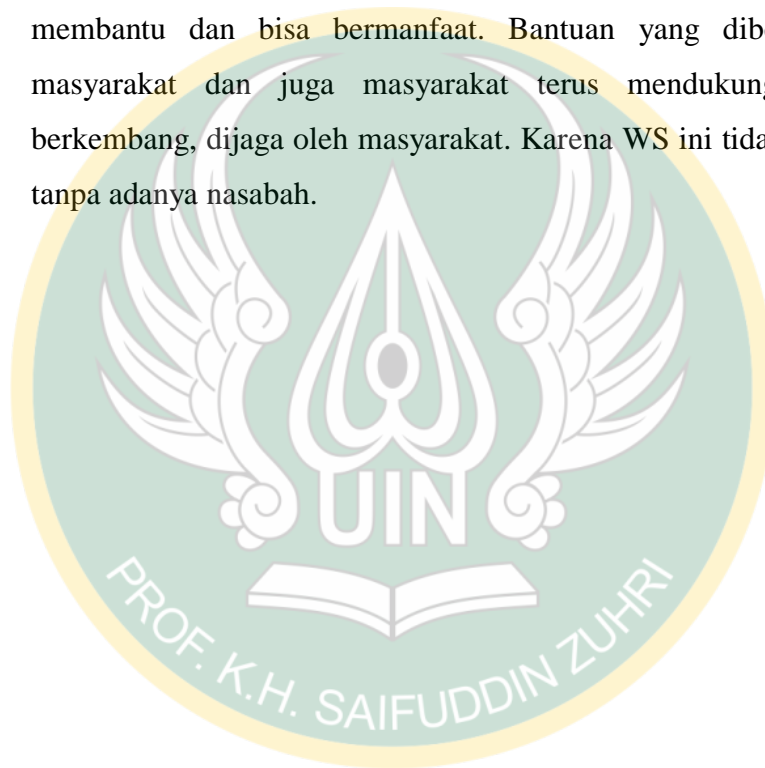 membantu dan bisa bermanfaat. Bantuan yang
masyarakat dan juga masyarakat terus
berkembang, dijaga oleh masyarakat. Karena WS ini
tanpa adanya nasabah.
UIN
PROF. K.H. SAIFUDDIN ZUHRI